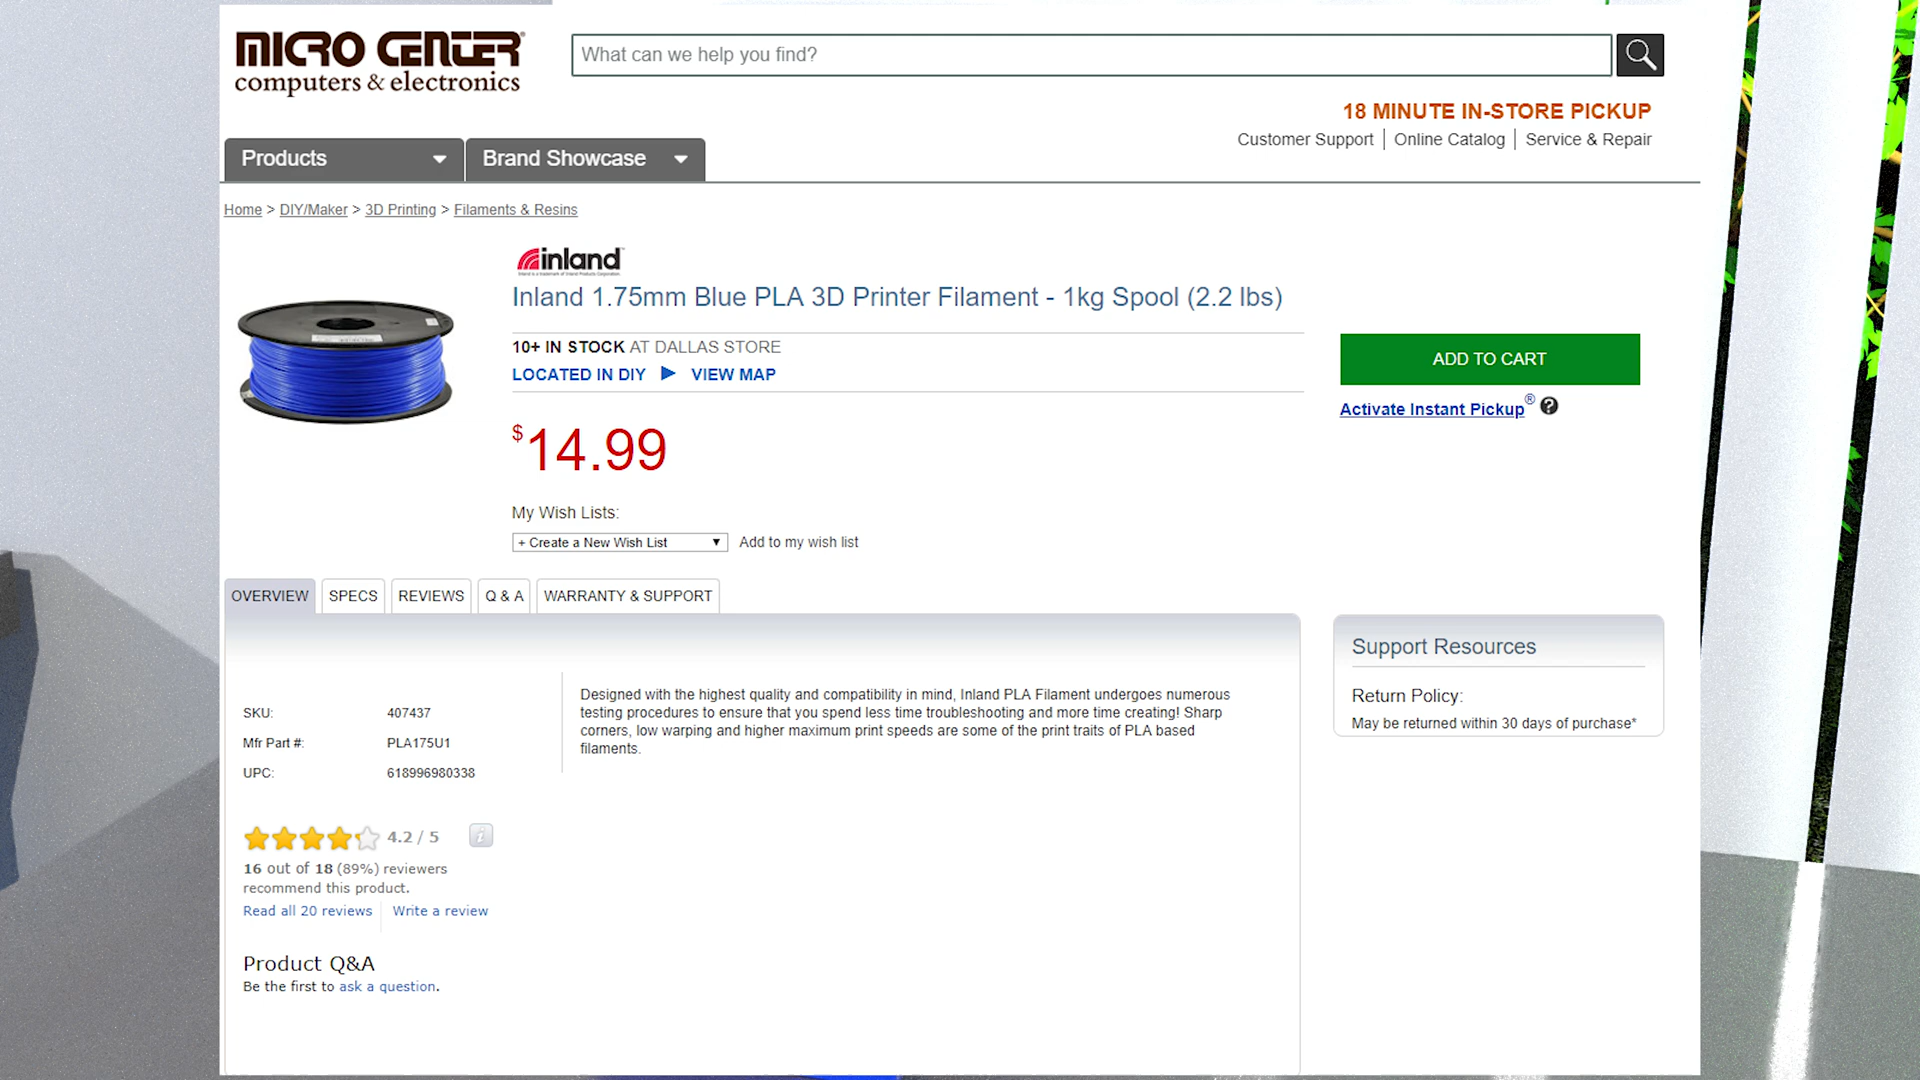 MICRO CENTER
computers & electronics
What can we help you find?
18 MINUTE IN-STORE PICKUP
Customer Support | Online Catalog | Service & Repair
Products
Brand Showcase
Home > DIY/Maker > 3D Printing > Filaments & Resins
inland
Inland 1.75mm Blue PLA 3D Printer Filament - 1kg Spool (2.2 lbs)
10+ IN STOCK AT DALLAS STORE
LOCATED IN DIY ▶ VIEW MAP
ADD TO CART
Activate Instant Pickup® ?
$14.99
My Wish Lists:
+ Create a New Wish List ▼ Add to my wish list
OVERVIEW
SPECS
REVIEWS
Q & A
WARRANTY & SUPPORT
SKU: 407437
Mfr Part #: PLA175U1
UPC: 618996980338
Designed with the highest quality and compatibility in mind, Inland PLA Filament undergoes numerous
testing procedures to ensure that you spend less time troubleshooting and more time creating! Sharp
corners, low warping and higher maximum print speeds are some of the print traits of PLA based
filaments.
Support Resources
Return Policy:
May be returned within 30 days of purchase*
4.2 / 5
16 out of 18 (89%) reviewers
recommend this product.
Read all 20 reviews | Write a review
Product Q&A
Be the first to ask a question.